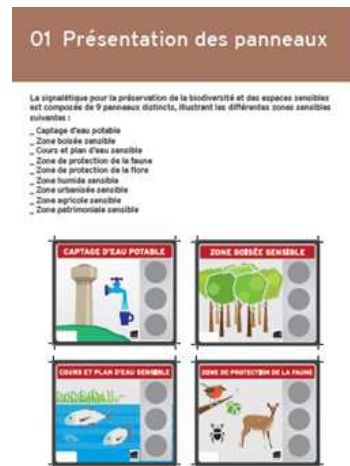 01 Présentation des panneaux
La signalétique pour la préservation de la biodiversité et des espaces sensibles
est composée de 9 panneaux distincts, illustrant les différentes zones sensibles
suivantes :
_ Captage d'eau potable
_ Zone boisée sensible
_ Cours et plan d'eau sensible
_ Zone de protection de la faune
_ Zone de protection de la flore
_ Zone humide sensible
_ Zone urbanisée sensible
_ Zone agricole sensible
_ Zone patrimoniale sensible
CAPTAGE D'EAU POTABLE
ZONE BOISÉE SENSIBLE
COURS ET PLAN D'EAU SENSIBLE
ZONE DE PROTECTION DE LA FAUNE